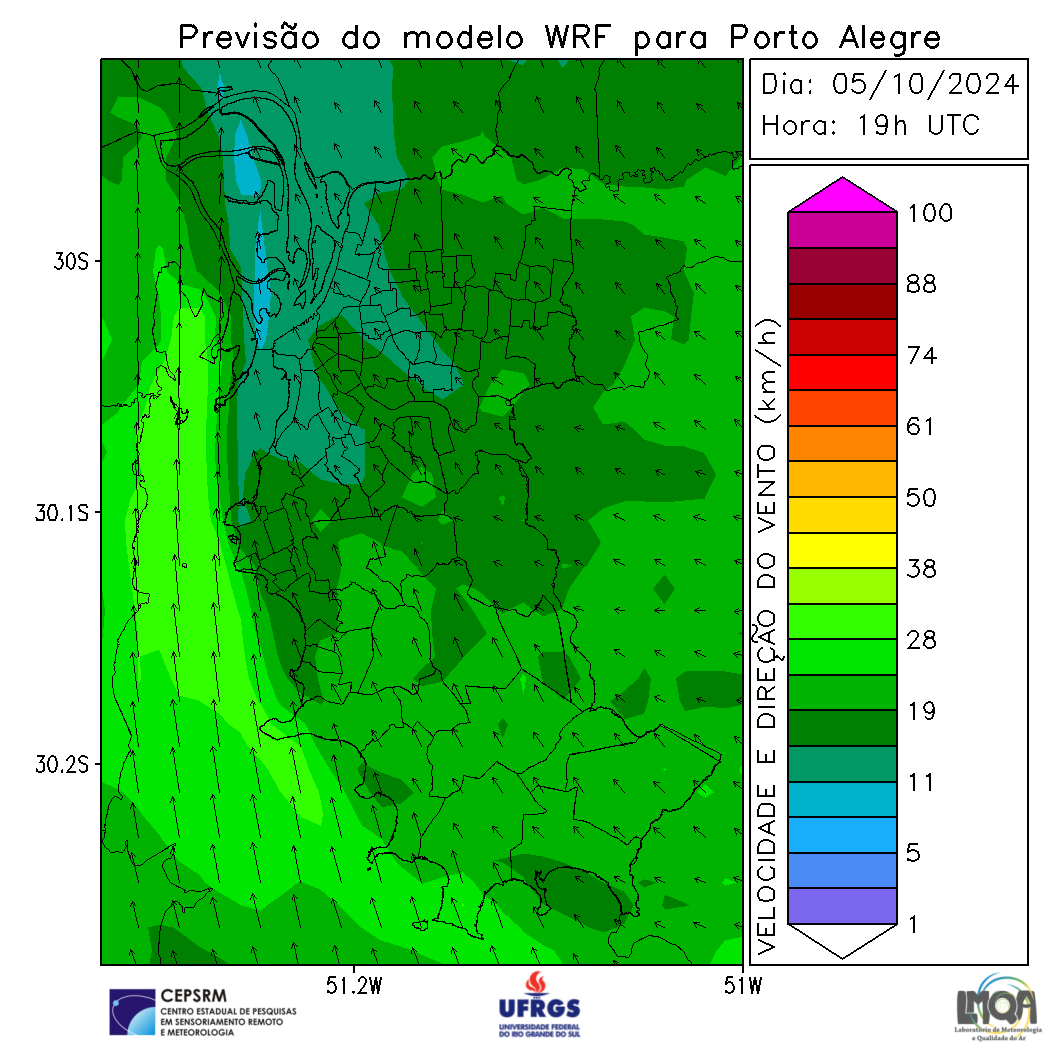 Previsão do modelo WRF para Porto Alegre
Dia: 05/10/2024
Hora: 19h UTC
30S
30.1S
30.2S
51.2W
51W
VELOCIDADE E DIREÇÃO DO VENTO (km/h)
100
88
74
61
50
38
28
19
11
5
1
CEPSRM
CENTRO ESTADUAL DE PESQUISAS
EM SENSORIAMENTO REMOTO
E METEOROLOGIA
UFRGS
UNIVERSIDADE FEDERAL
DO RIO GRANDE DO SUL
LMQA
Laboratório de Meteorologia
e Qualidade do Ar